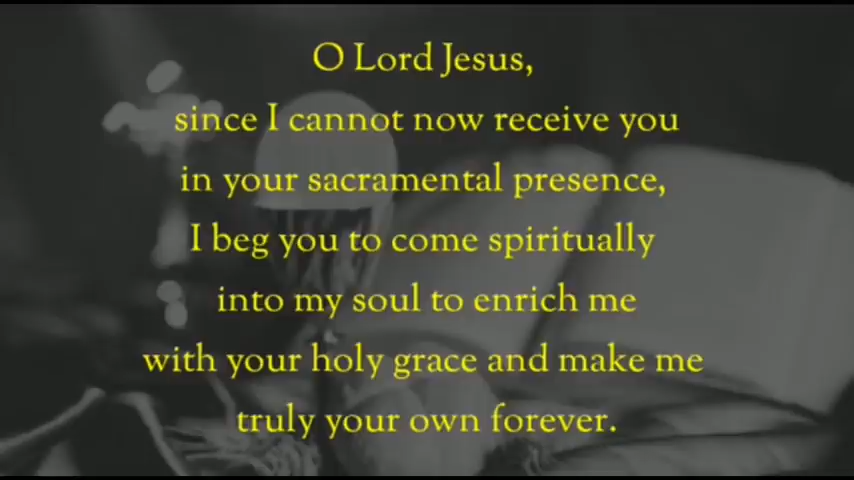 O Lord Jesus,
since I cannot now receive you
in your sacramental presence,
I beg you to come spiritually
into my soul to enrich me
with your holy grace and make me
truly your own forever.